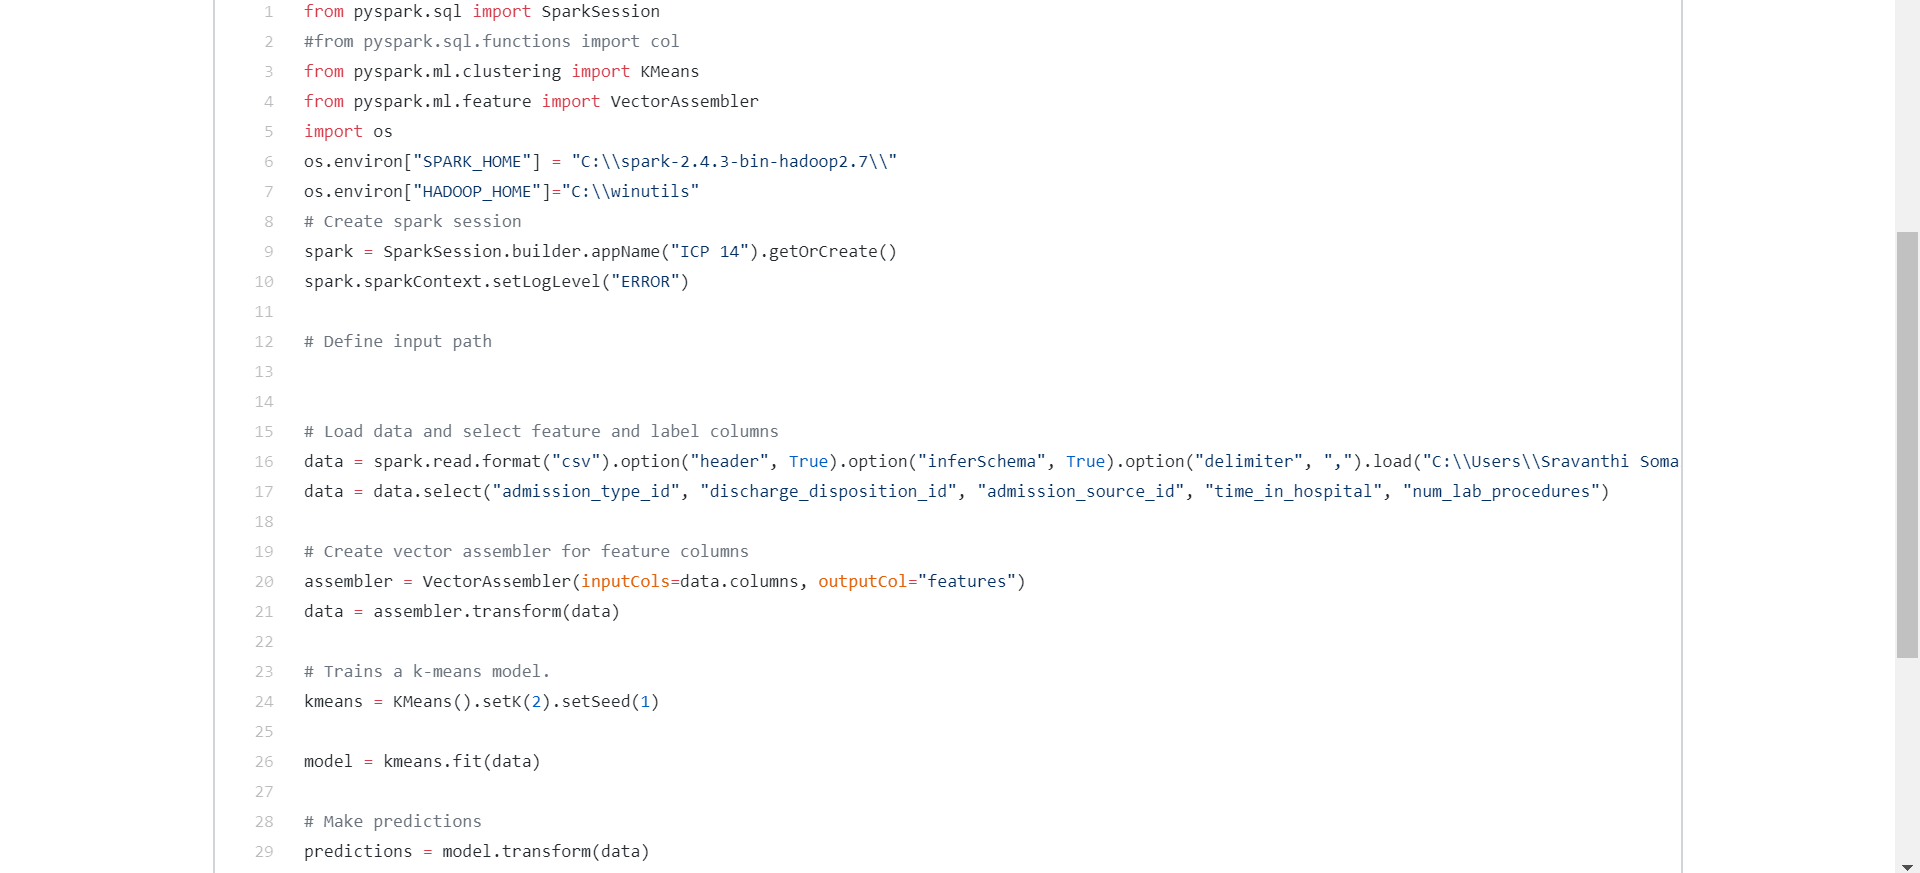 1 from pyspark.sql import SparkSession
2 #from pyspark.sql.functions import col
3 from pyspark.ml.clustering import KMeans
4 from pyspark.ml.feature import VectorAssembler
5 import os
6 os.environ["SPARK_HOME"] = "C:\\spark-2.4.3-bin-hadoop2.7\\"
7 os.environ["HADOOP_HOME"]="C:\\winutils"
8 # Create spark session
9 spark = SparkSession.builder.appName("ICP 14").getOrCreate()
10 spark.sparkContext.setLogLevel("ERROR")
11
12 # Define input path
13
14
15 # Load data and select feature and label columns
16 data = spark.read.format("csv").option("header", True).option("inferSchema", True).option("delimiter", ",").load("C:\\Users\\Sravanthi Soma
17 data = data.select("admission_type_id", "discharge_disposition_id", "admission_source_id", "time_in_hospital", "num_lab_procedures")
18
19 # Create vector assembler for feature columns
20 assembler = VectorAssembler(inputCols=data.columns, outputCol="features")
21 data = assembler.transform(data)
22
23 # Trains a k-means model.
24 kmeans = KMeans().setK(2).setSeed(1)
25
26 model = kmeans.fit(data)
27
28 # Make predictions
29 predictions = model.transform(data)